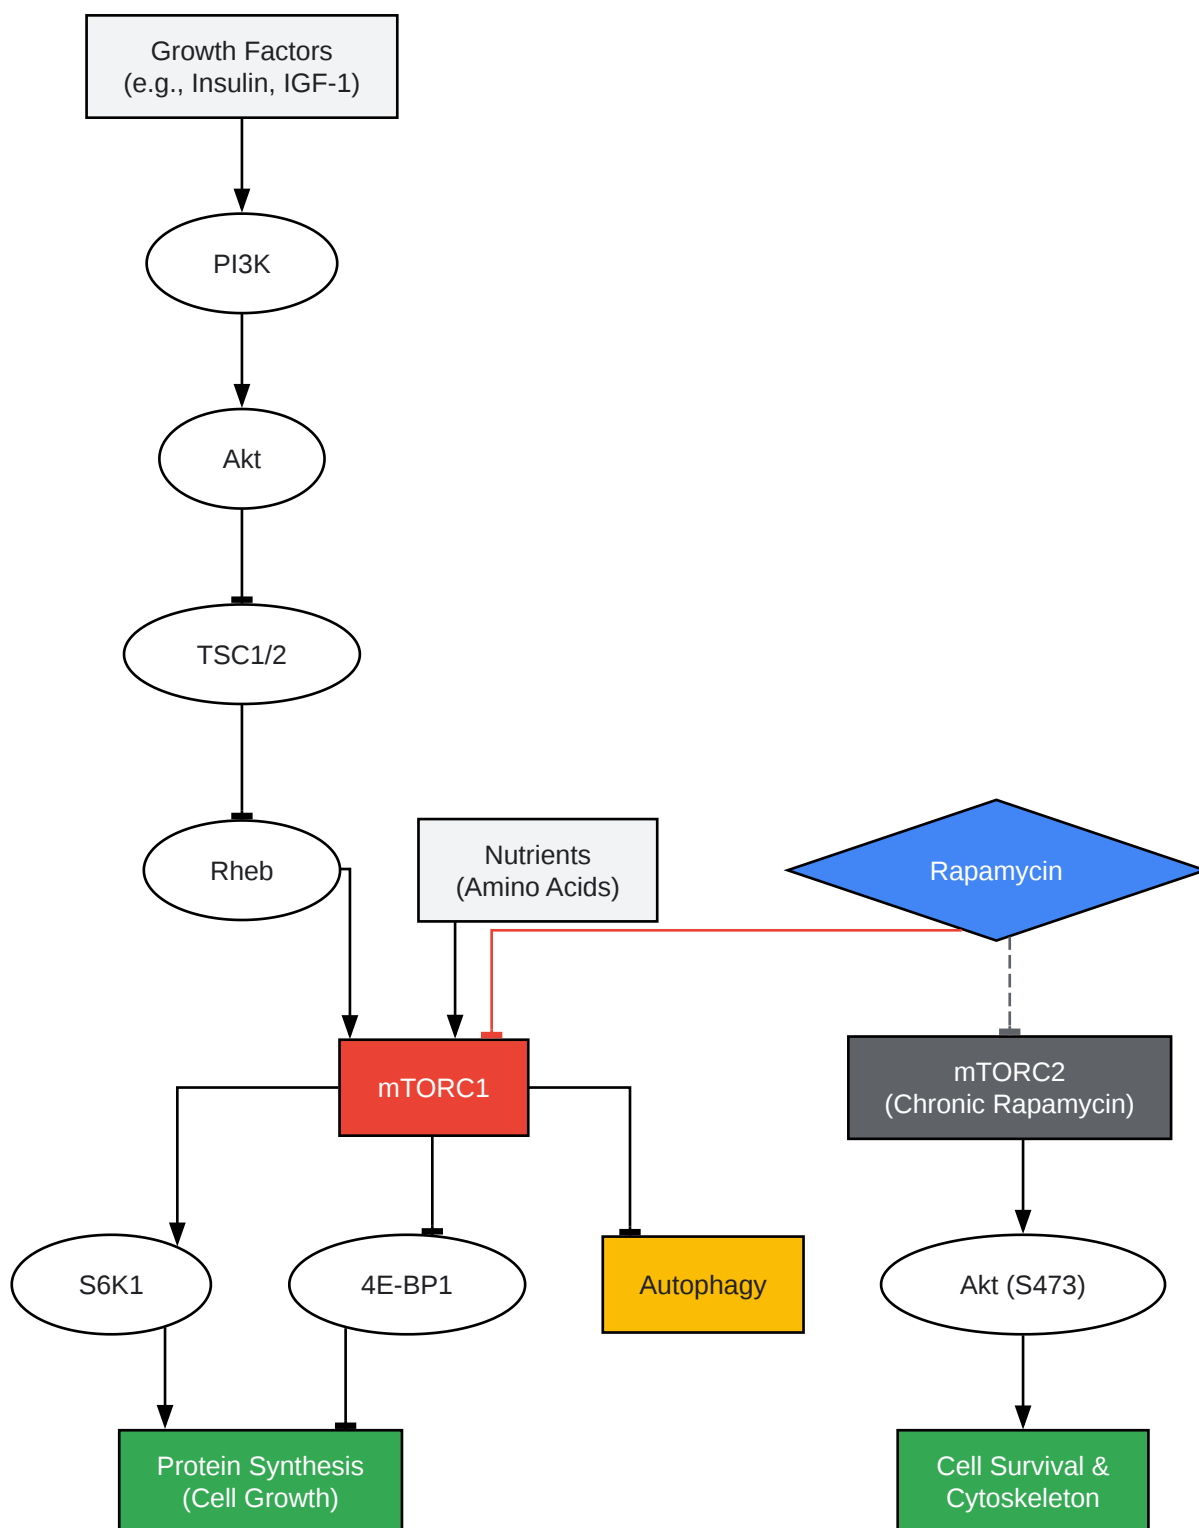 Growth Factors
(e.g., Insulin, IGF-1)
PI3K
Akt
TSC1/2
Rheb
Nutrients
(Amino Acids)
Rapamycin
mTORC1
mTORC2
(Chronic Rapamycin)
S6K1
4E-BP1
Autophagy
Akt (S473)
Protein Synthesis
(Cell Growth)
Cell Survival &
Cytoskeleton